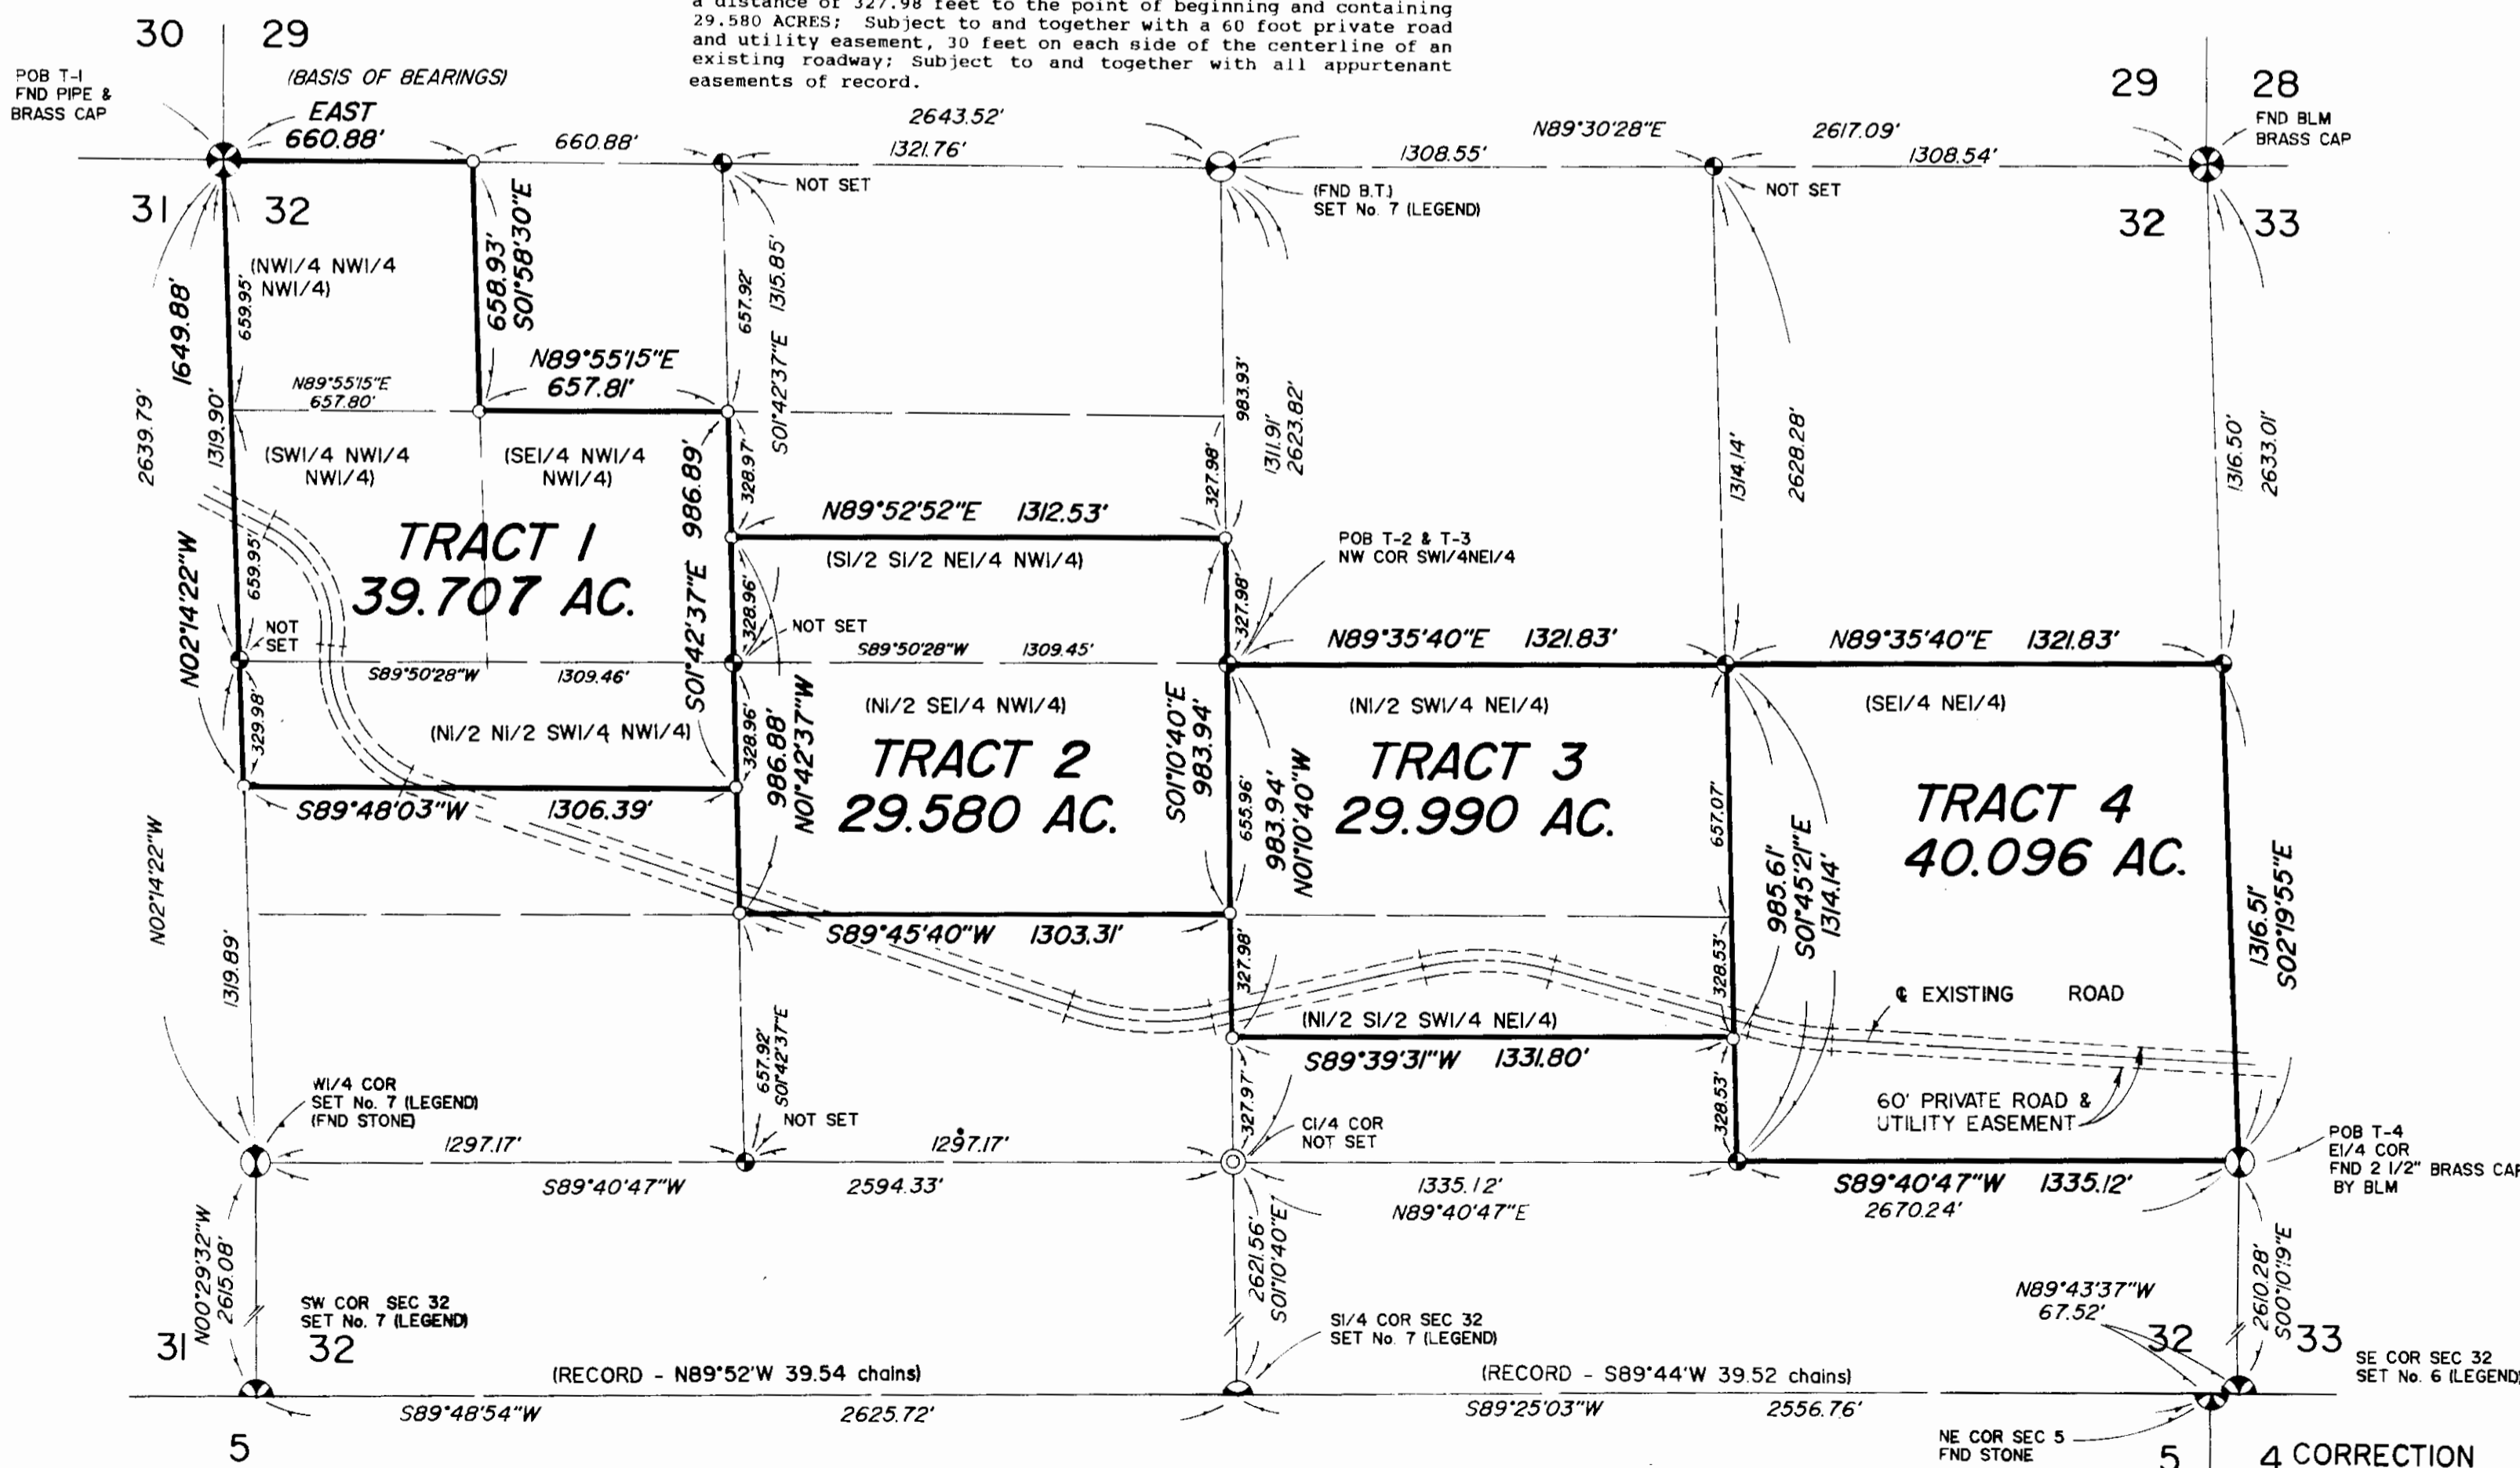 a distance of 327.98 feet to the point of beginning and containing
29.580 ACRES; Subject to and together with a 60 foot private road
and utility easement, 30 feet on each side of the centerline of an
existing roadway; Subject to and together with all appurtenant
easements of record.
30
29
POB T-1
FND PIPE &
BRASS CAP
(BASIS OF BEARINGS)
EAST
660.88'
660.88'
2643.52'
1321.76'
1308.55'
N89°30'28"E
2617.09'
1308.54'
29
28
FND BLM
BRASS CAP
NOT SET
(FND B.T.)
SET No. 7 (LEGEND)
NOT SET
31
32
32
33
(NW1/4 NW1/4
NW1/4)
659.95'
1649.88'
2639.79'
1319.90'
658.93'
S01°58'30"E
657.92'
S01°42'37"E 1315.85'
N89°55'15"E
657.81'
N89°55'15"E
657.80'
983.93'
1311.91'
2623.82'
1314.14'
2628.28'
1316.50'
2633.01'
(SW1/4 NW1/4
NW1/4)
(SE1/4 NW1/4
NW1/4)
328.97'
327.98'
S01°42'37"E 986.89'
N89°52'52"E 1312.53'
(S1/2 S1/2 NE1/4 NW1/4)
TRACT 1
39.707 AC.
N02°14'22"W
659.95'
328.96'
327.98'
POB T-2 & T-3
NW COR SW1/4NE1/4
NOT
SET
NOT SET
S89°50'28"W 1309.45'
S89°50'28"W 1309.46'
N89°35'40"E 1321.83'
N89°35'40"E 1321.83'
329.98'
(N1/2 N1/2 SW1/4 NW1/4)
328.96'
986.88'
N01°42'37"W
(N1/2 SE1/4 NW1/4)
TRACT 2
29.580 AC.
S01°10'40"E
983.94'
655.96'
983.94'
N01°10'40"W
(N1/2 SW1/4 NE1/4)
TRACT 3
29.990 AC.
657.07'
(SE1/4 NE1/4)
TRACT 4
40.096 AC.
985.61'
S01°45'21"E
1314.14'
1316.51'
S02°19'55"E
S89°48'03"W 1306.39'
N02°14'22"W
1319.89'
S89°45'40"W 1303.31'
327.98'
328.53'
℄ EXISTING ROAD
(N1/2 S1/2 SW1/4 NE1/4)
S89°39'31"W 1331.80'
657.92'
S01°42'37"E
327.97'
328.53'
60' PRIVATE ROAD &
UTILITY EASEMENT
W1/4 COR
SET No. 7 (LEGEND)
(FND STONE)
NOT SET
C1/4 COR
NOT SET
POB T-4
E1/4 COR
FND 2 1/2" BRASS CAP
BY BLM
1297.17'
1297.17'
S89°40'47"W 2594.33'
1335.12'
N89°40'47"E
S89°40'47"W 1335.12'
2670.24'
N00°29'32"W
2615.08'
2621.56'
S01°10'40"E
2610.28'
S00°10'19"E
N89°43'37"W
67.52'
SW COR SEC 32
SET No. 7 (LEGEND)
S1/4 COR SEC 32
SET No. 7 (LEGEND)
31
32
32
33
SE COR SEC 32
SET No. 6 (LEGEND)
(RECORD - N89°52'W 39.54 chains)
(RECORD - S89°44'W 39.52 chains)
S89°48'54"W 2625.72'
S89°25'03"W 2556.76'
NE COR SEC 5
FND STONE
5
5
4 CORRECTION